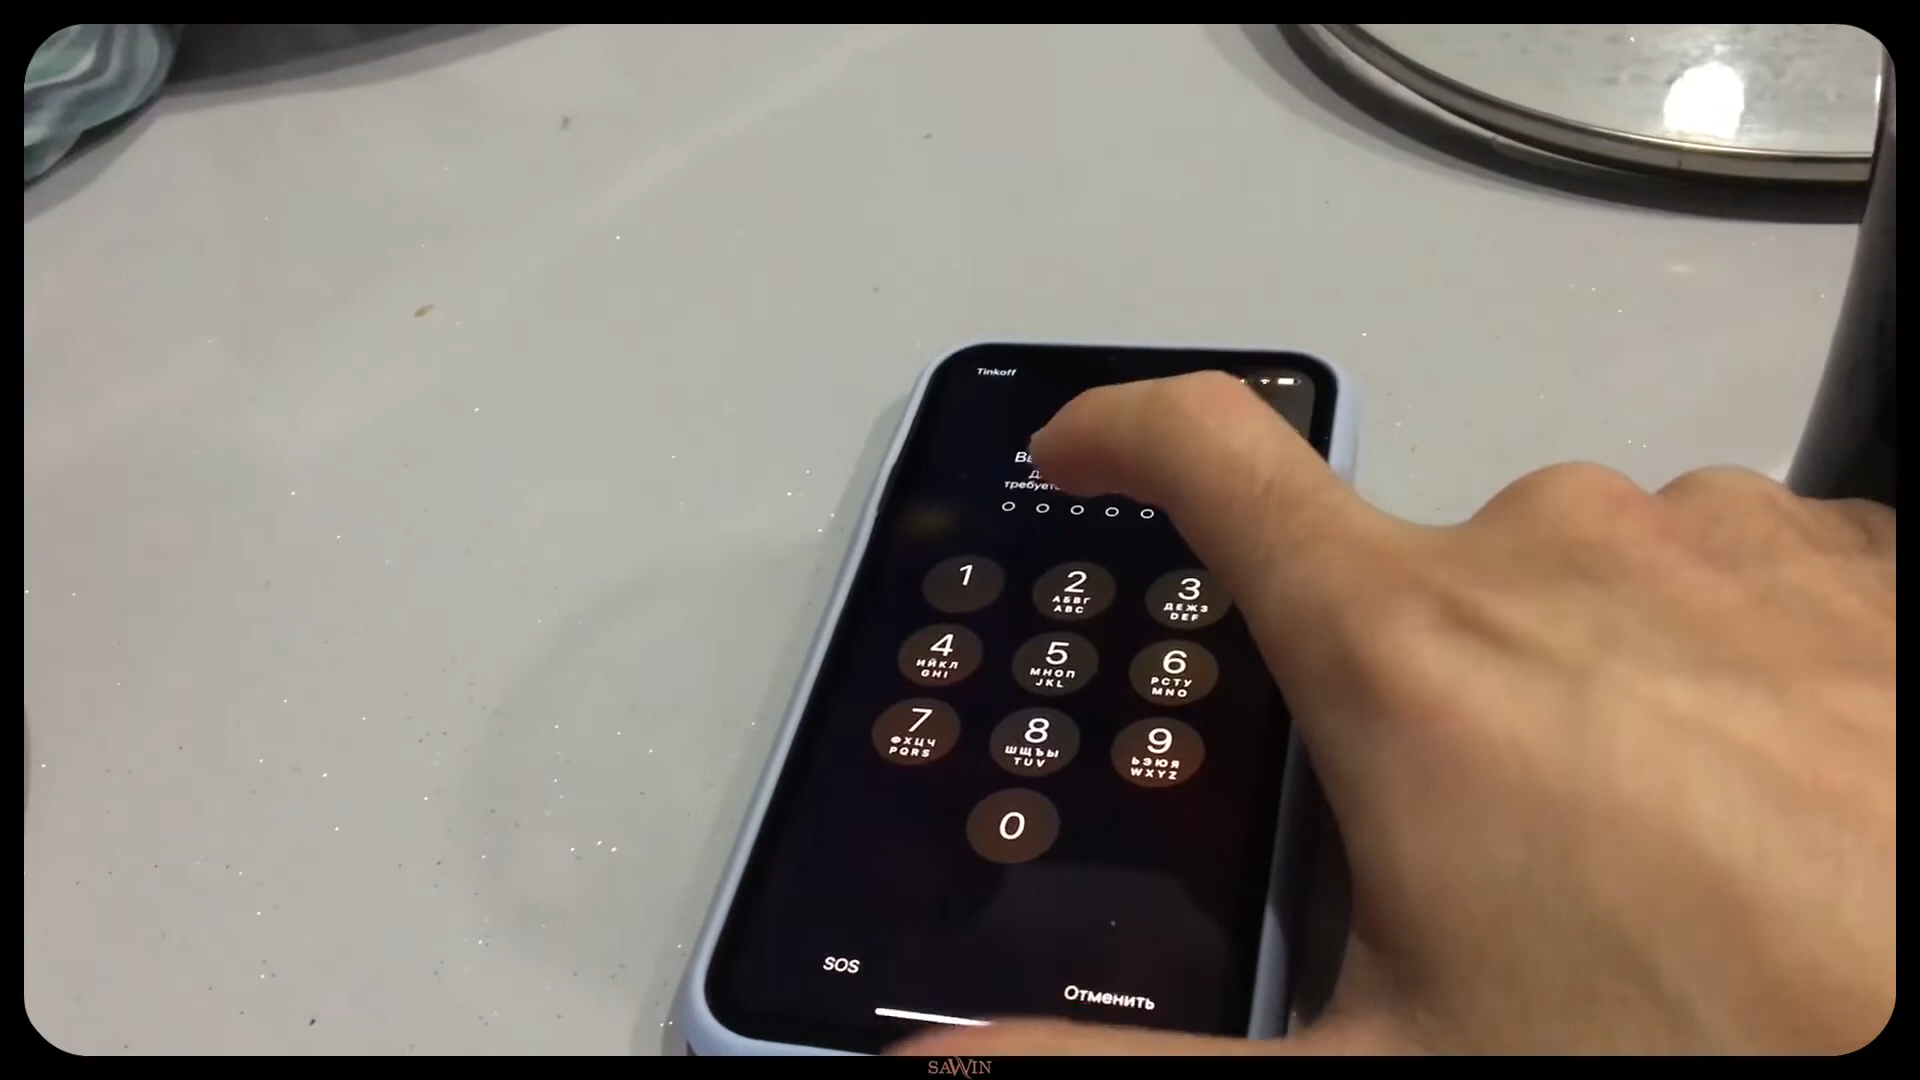 Tinkoff
1
2
АБВГ
ABC
3
ДЕЖЗ
DEF
4
ИЙКЛ
GHI
5
МНОП
JKL
6
РСТУ
MNO
7
ФХЦЧ
PQRS
8
ШЩЪЫ
TUV
9
ЬЭЮЯ
WXYZ
0
SOS
Отменить
SAWIN